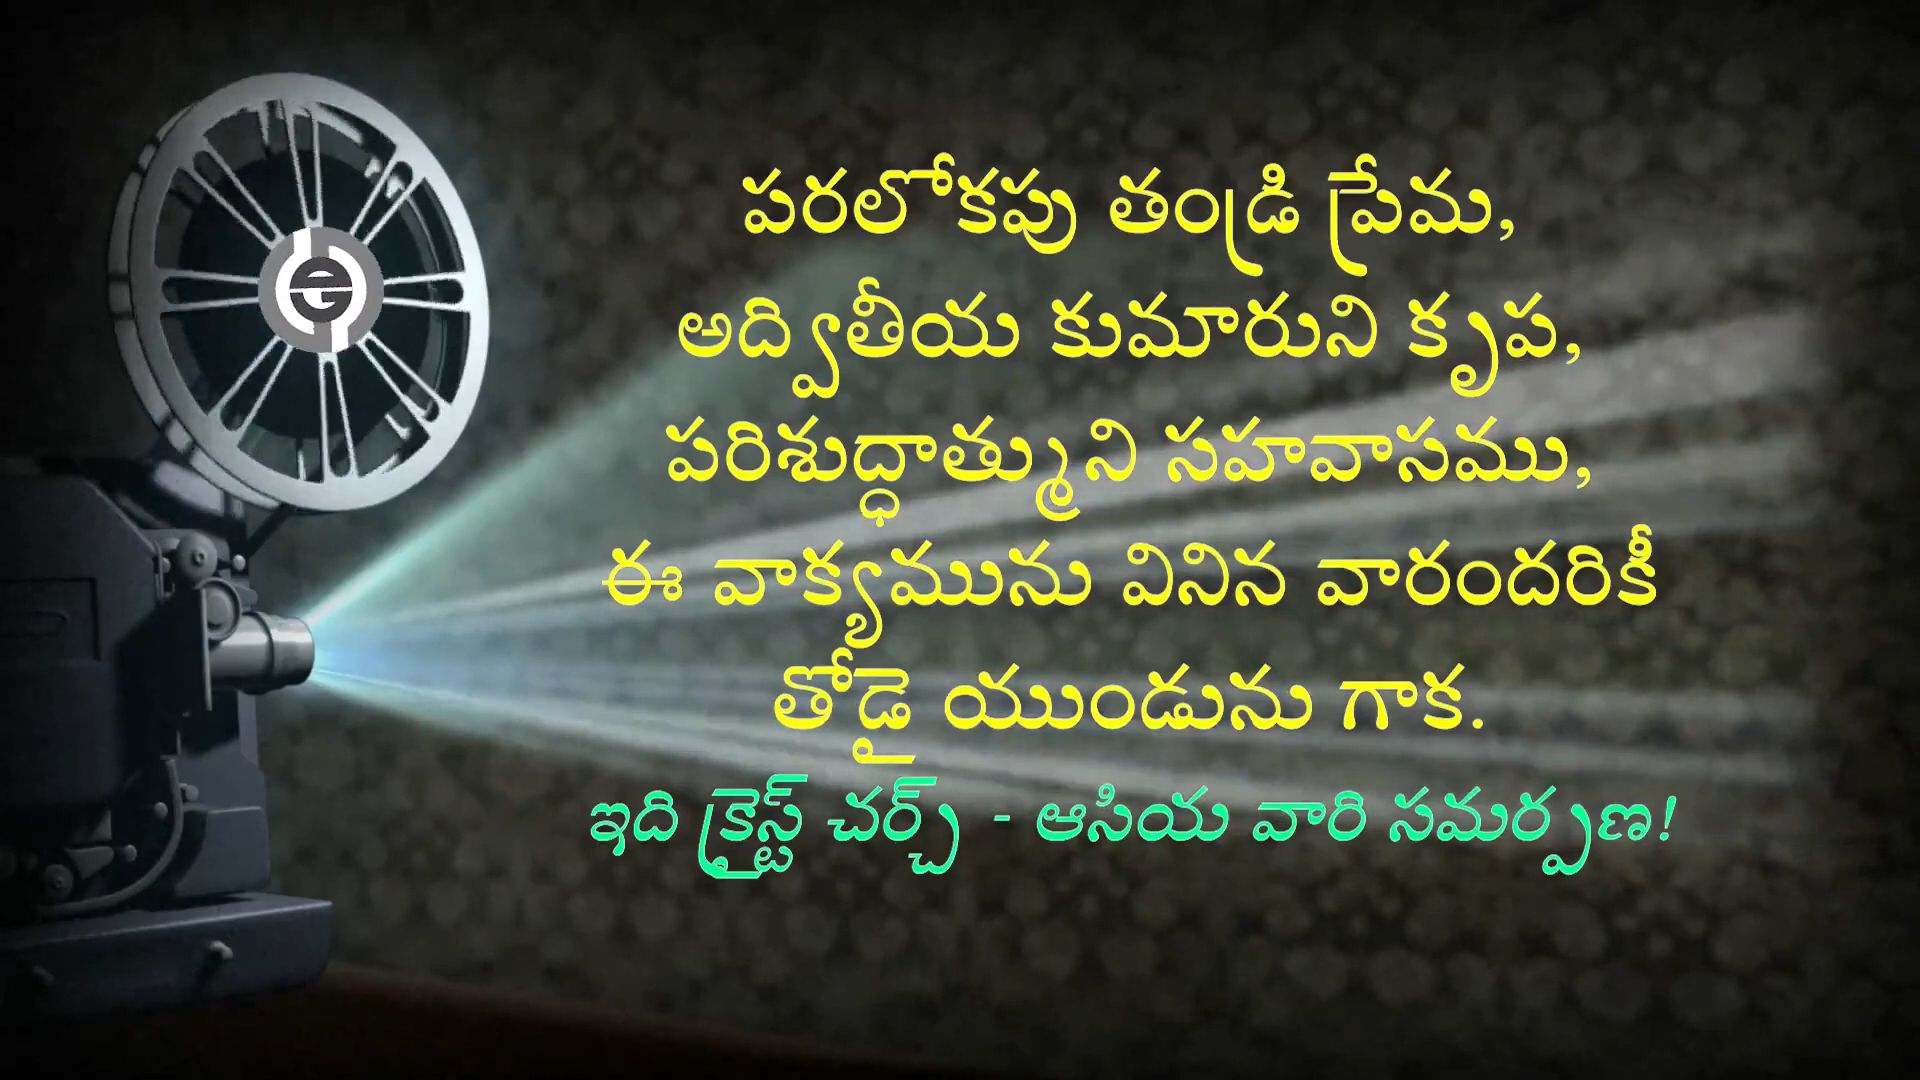 పరలోకపు తండ్రి ప్రేమ,
అద్వితీయ కుమారుని కృప,
పరిశుద్ధాత్ముని సహవాసము,
ఈ వాక్యమును వినిన వారందరికీ
తోడై యుండును గాక.
ఇది క్రైస్ట్ చర్చ్ - ఆసియ వారి సమర్పణ!